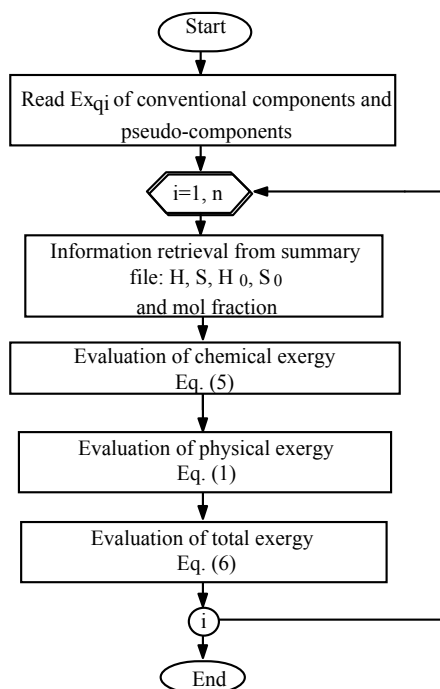 Start
Read Exqi of conventional components and
pseudo-components
i=1, n
Information retrieval from summary
file: H, S, H 0, S 0
and mol fraction
Evaluation of chemical exergy
Eq. (5)
Evaluation of physical exergy
Eq. (1)
Evaluation of total exergy
Eq. (6)
i
End